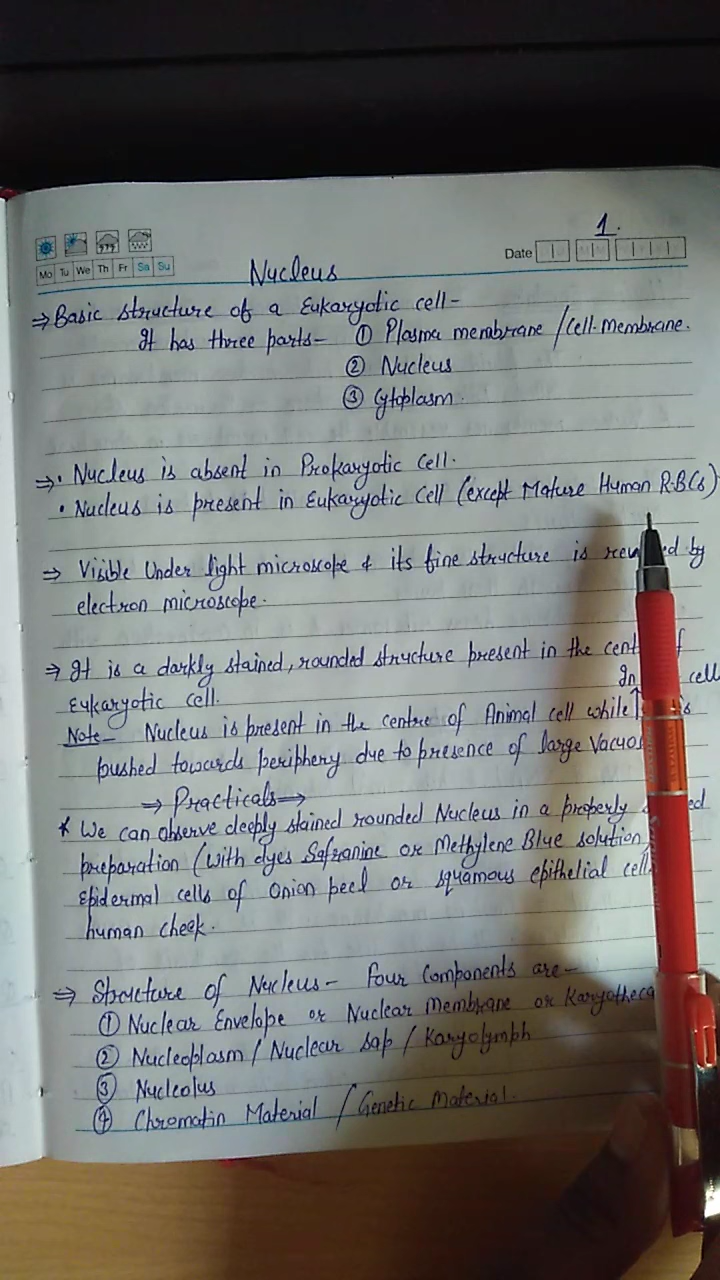 1.
Date
Mo Tu We Th Fr Sa Su
Nucleus
⇒ Basic structure of a Eukaryotic cell-
It has three parts- ① Plasma membrane / Cell-Membrane.
② Nucleus
③ Cytoplasm.
⇒ • Nucleus is absent in Prokaryotic Cell.
• Nucleus is present in Eukaryotic Cell (except Mature Human R.B.Cs)
⇒ Visible Under light microscope & its fine structure is by
electron microscope.
⇒ It is a darkly stained, rounded structure present in the
Eukaryotic cell.
In cell
Note- Nucleus is present in the centre of Animal cell while
pushed towards periphery due to presence of large
⇒ Practicals ⇒
* We can observe deeply stained rounded Nucleus in a properly
preparation (with dyes Safranine or Methylene Blue solution
Epidermal cells of Onion peel or squamous epithelial
human cheek.
⇒ Structure of Nucleus- Four Components are-
① Nuclear Envelope or Nuclear Membrane or Karyotheca
② Nucleoplasm / Nuclear Sap / Karyolymph
③ Nucleolus
④ Chromatin Material / Genetic Material.